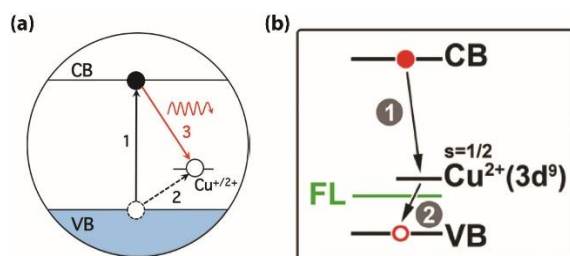 (a)
CB
1
3
2
Cu+/2+
VB
(b)
CB
1
s=1/2
Cu2+(3d9)
FL
2
VB